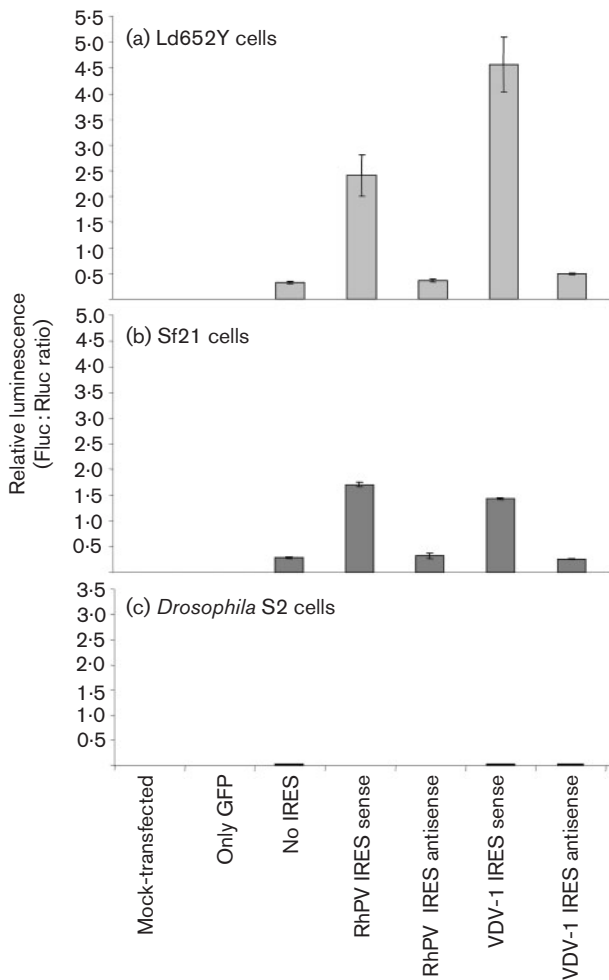 5·5
5·0
4·5
4·0
3·5
3·0
2·5
2·0
1·5
1·0
0·5
(a) Ld652Y cells
5·0
4·5
4·0
3·5
3·0
2·5
2·0
1·5
1·0
0·5
(b) Sf21 cells
3·5
3·0
2·5
2·0
1·5
1·0
0·5
(c) Drosophila S2 cells
Relative luminescence
(Fluc : Rluc ratio)
Mock-transfected
Only GFP
No IRES
RhPV IRES sense
RhPV IRES antisense
VDV-1 IRES sense
VDV-1 IRES antisense